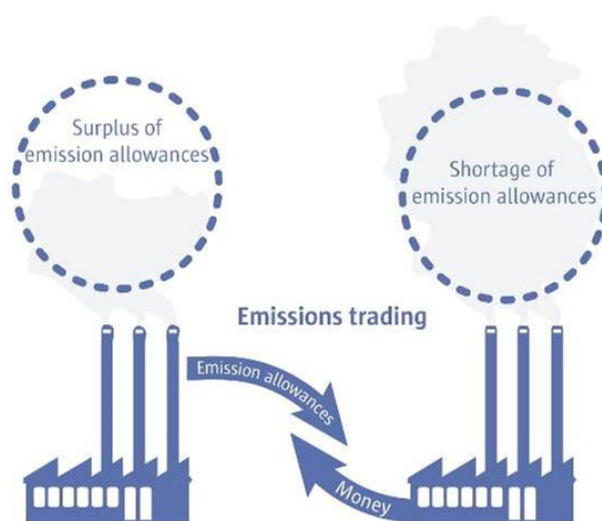 Surplus of
emission allowances
Shortage of
emission allowances
Emissions trading
Emission allowances
Money